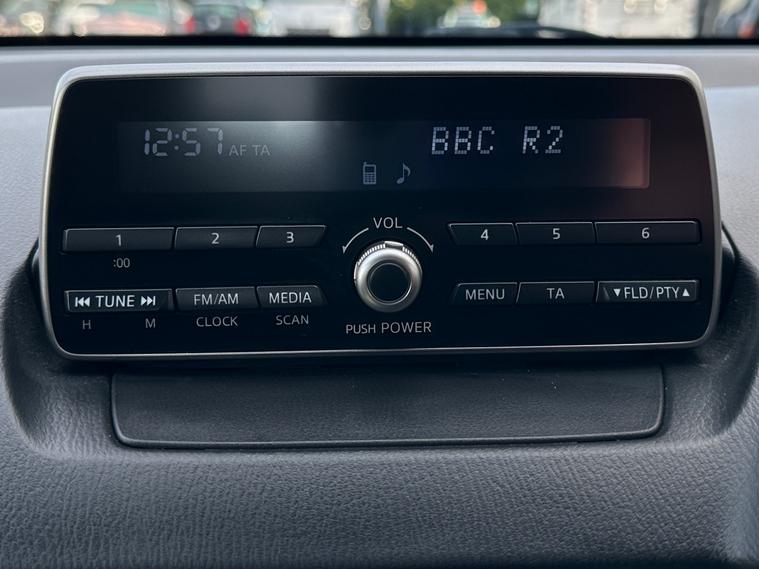 12:57 AF TA BBC R2
VOL
1 2 3 4 5 6
:00
TUNE FM/AM MEDIA MENU TA FLD/PTY
H M CLOCK SCAN
PUSH POWER